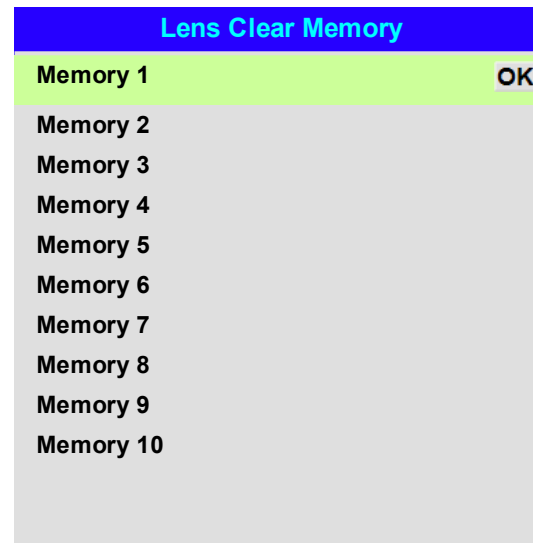 Lens Clear Memory
Memory 1 OK
Memory 2
Memory 3
Memory 4
Memory 5
Memory 6
Memory 7
Memory 8
Memory 9
Memory 10